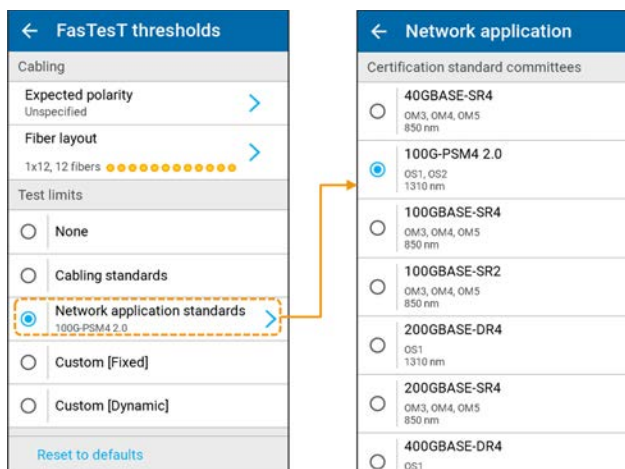 FasTesT thresholds
Cabling
Expected polarity
Unspecified
Fiber layout
1x12, 12 fibers
Test limits
None
Cabling standards
Network application standards
100G-PSM4 2.0
Custom [Fixed]
Custom [Dynamic]
Reset to defaults
Network application
Certification standard committees
40GBASE-SR4
OM3, OM4, OM5
850 nm
100G-PSM4 2.0
OS1, OS2
1310 nm
100GBASE-SR4
OM3, OM4, OM5
850 nm
100GBASE-SR2
OM3, OM4, OM5
850 nm
200GBASE-DR4
OS1
1310 nm
200GBASE-SR4
OM3, OM4, OM5
850 nm
400GBASE-DR4
OS1